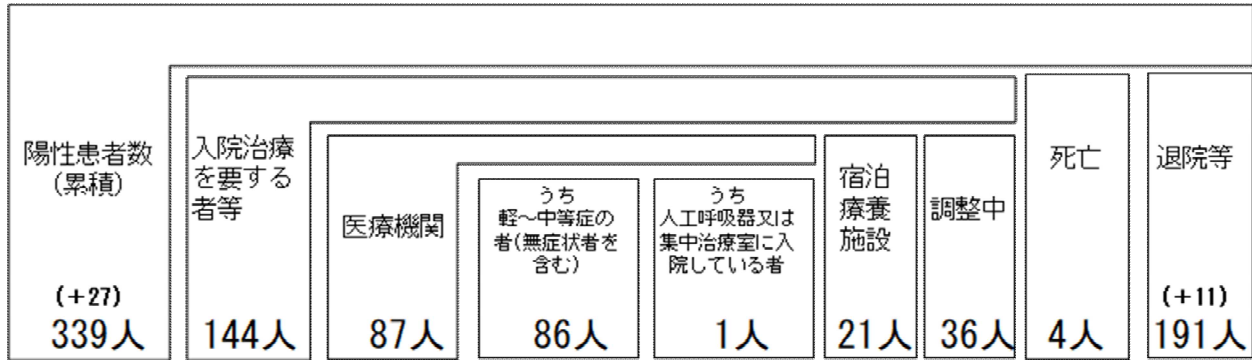 陽性患者数
(累積)
(+27)
339人
入院治療
を要する
者等
144人
医療機関
87人
うち
軽～中等症の
者(無症状者を
含む)
86人
うち
人工呼吸器又は
集中治療室に入
院している者
1人
宿泊
療養
施設
21人
調整中
36人
死亡
4人
退院等
(+11)
191人